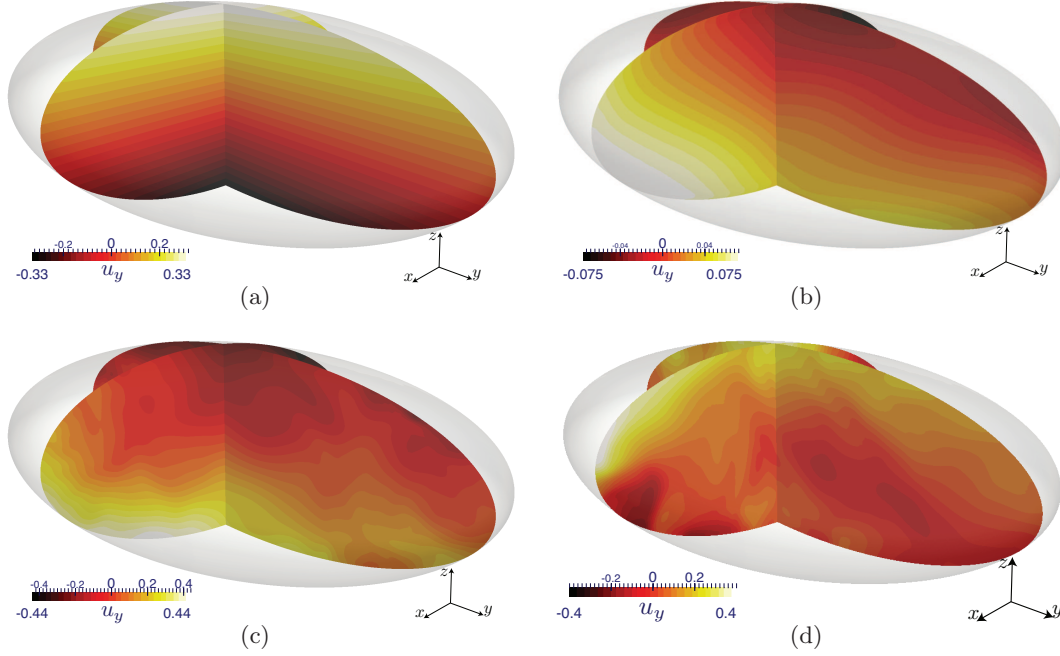 z
x
y
-0.2 0 0.2
-0.33 u_y 0.33
(a)
z
x
y
-0.04 0 0.04
-0.075 u_y 0.075
(b)
z
x
y
-0.4 -0.2 0 0.2 0.4
-0.44 u_y 0.44
(c)
z
x
y
-0.2 0 0.2
-0.4 u_y 0.4
(d)